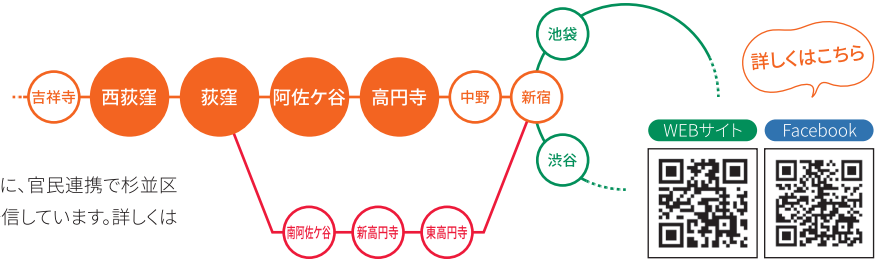 池袋
吉祥寺
西荻窪
荻窪
阿佐ケ谷
高円寺
中野
新宿
渋谷
南阿佐ケ谷
新高円寺
東高円寺
に、官民連携で杉並区
信しています。詳しくは
詳しくはこちら
WEBサイト
Facebook